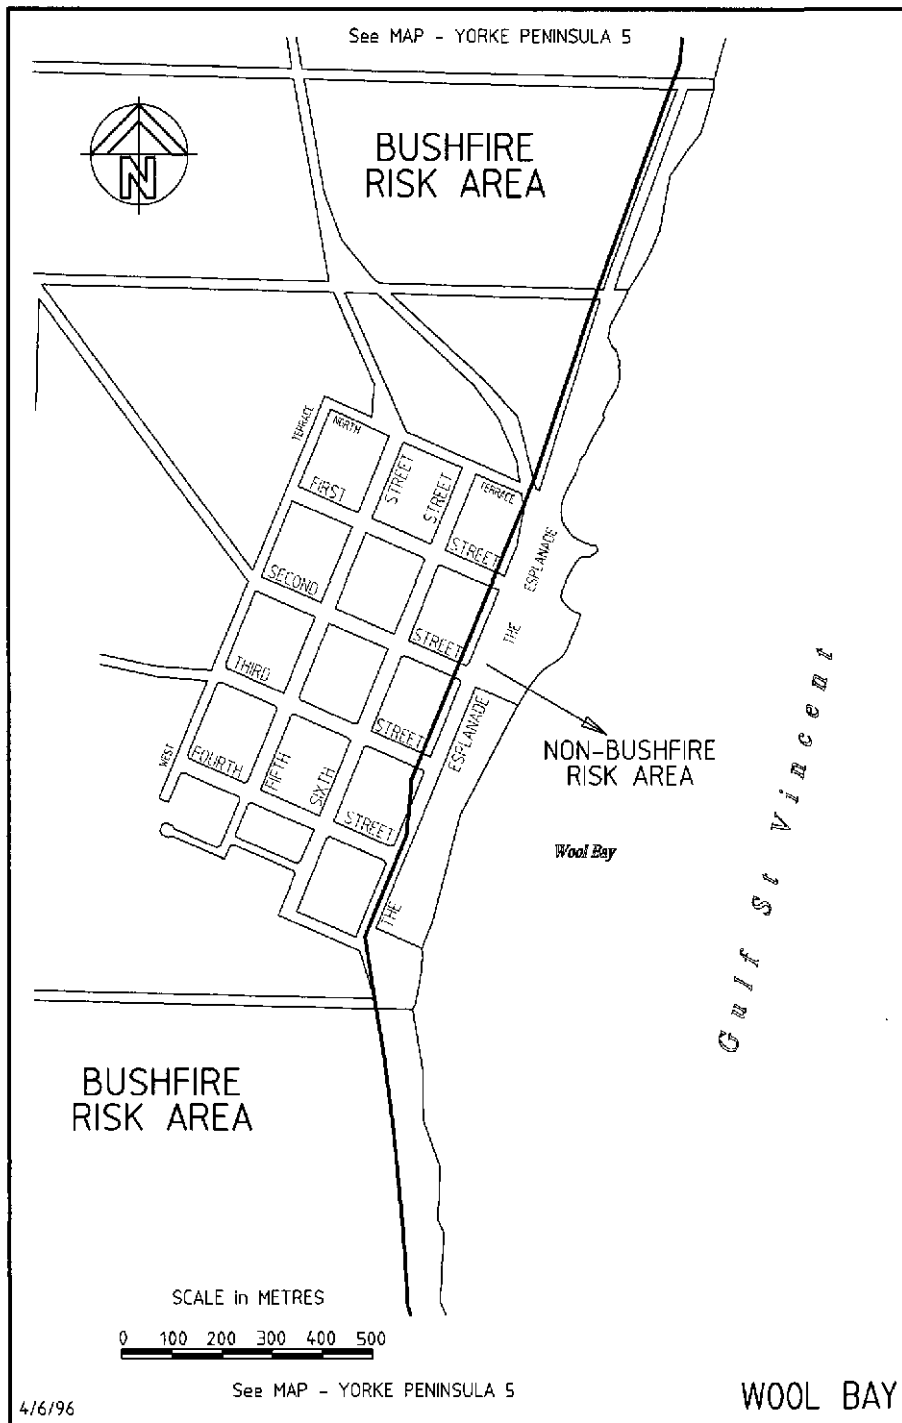 See MAP - YORKE PENINSULA 5
BUSHFIRE
RISK AREA
N
TERRACE
NORTH
FIRST
STREET
STREET
TERRACE
STREET
ESPLANADE
SECOND
THE
STREET
THIRD
ESPLANADE
STREET
WEST
FOURTH
FIFTH
SIXTH
STREET
THE
NON-BUSHFIRE
RISK AREA
Wool Bay
Gulf St Vincent
BUSHFIRE
RISK AREA
SCALE in METRES
0 100 200 300 400 500
See MAP - YORKE PENINSULA 5
4/6/96
WOOL BAY